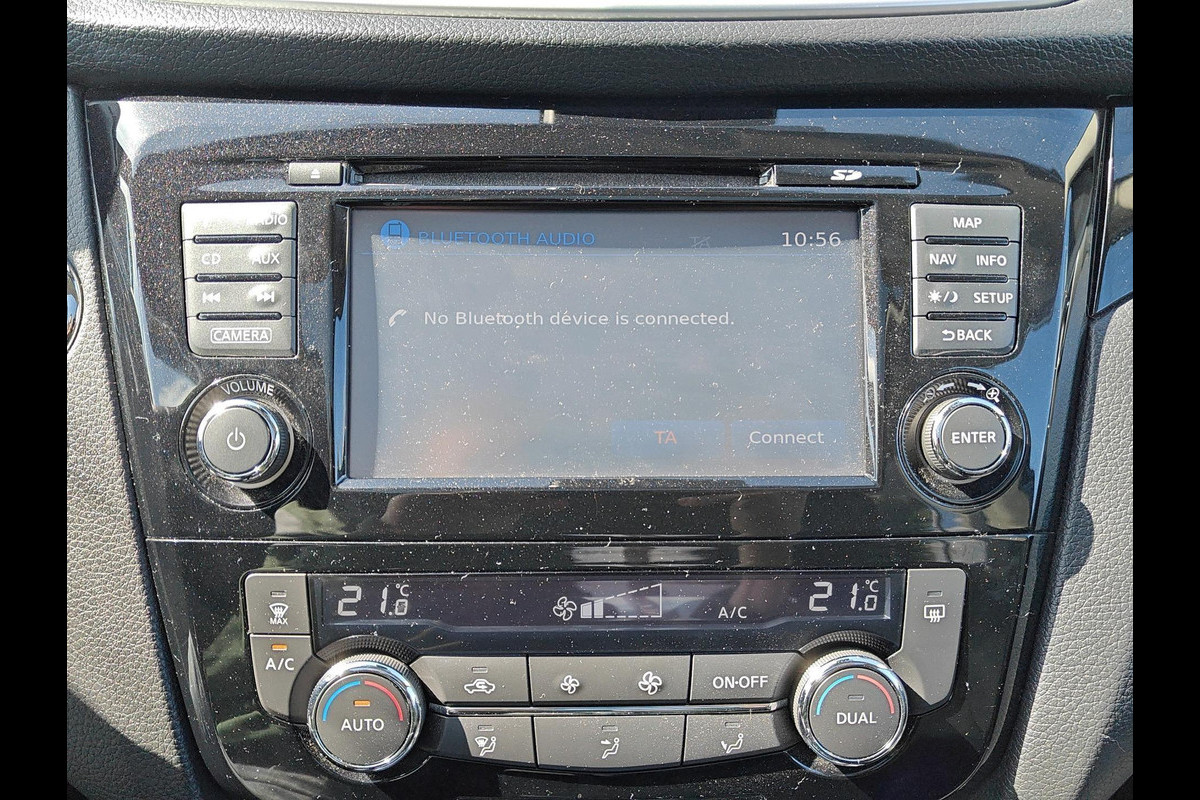 SD
RADIO
CD AUX
CAMERA
VOLUME
BLUETOOTH AUDIO
10:56
No Bluetooth device is connected.
TA Connect
MAP
NAV INFO
SETUP
BACK
ENTER
21.0 °C
A/C
21.0 °C
MAX
A/C
AUTO
ON·OFF
DUAL